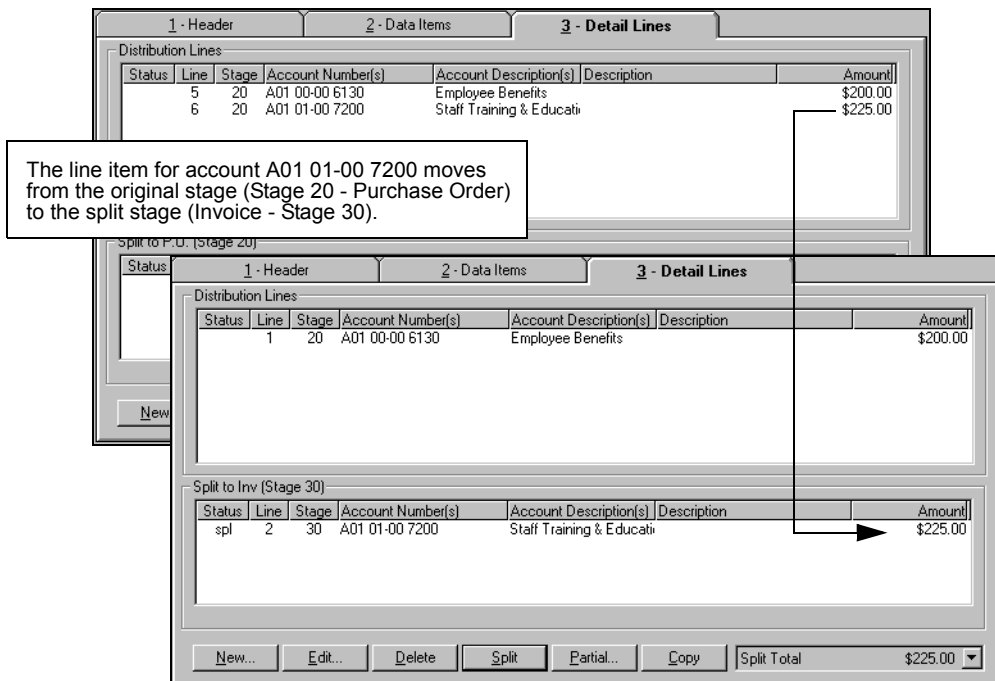 1 - Header 2 - Data Items 3 - Detail Lines
Distribution Lines
Status Line Stage Account Number(s) Account Description(s) Description Amount
5 20 A01 00-00 6130 Employee Benefits $200.00
6 20 A01 01-00 7200 Staff Training & Educati $225.00
The line item for account A01 01-00 7200 moves
from the original stage (Stage 20 - Purchase Order)
to the split stage (Invoice - Stage 30).
Split to P.O. (Stage 20)
Status
New
1 - Header 2 - Data Items 3 - Detail Lines
Distribution Lines
Status Line Stage Account Number(s) Account Description(s) Description Amount
1 20 A01 00-00 6130 Employee Benefits $200.00
Split to Inv (Stage 30)
Status Line Stage Account Number(s) Account Description(s) Description Amount
spl 2 30 A01 01-00 7200 Staff Training & Educati $225.00
New... Edit... Delete Split Partial... Copy Split Total $225.00